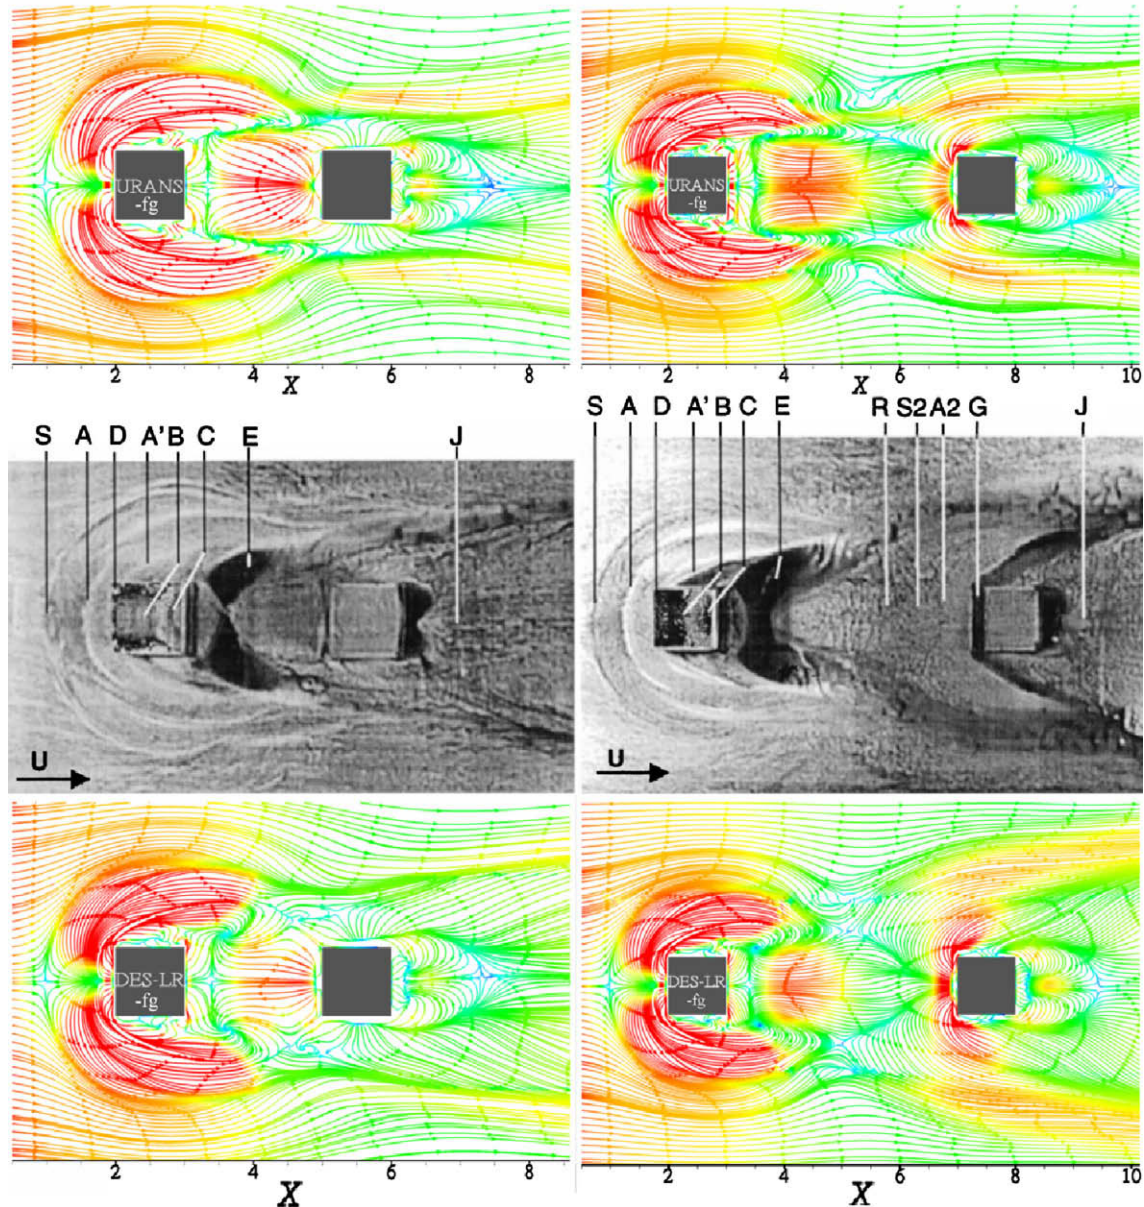 URANS
-fg
URANS
-fg
2 4 6 8
X
2 4 6 8 10
X
S A D A' B C E J
S A D A' B C E R S2 A2 G J
U
U
DES-LR
-fg
DES-LR
-fg
2 4 6 8
X
2 4 6 8 10
X